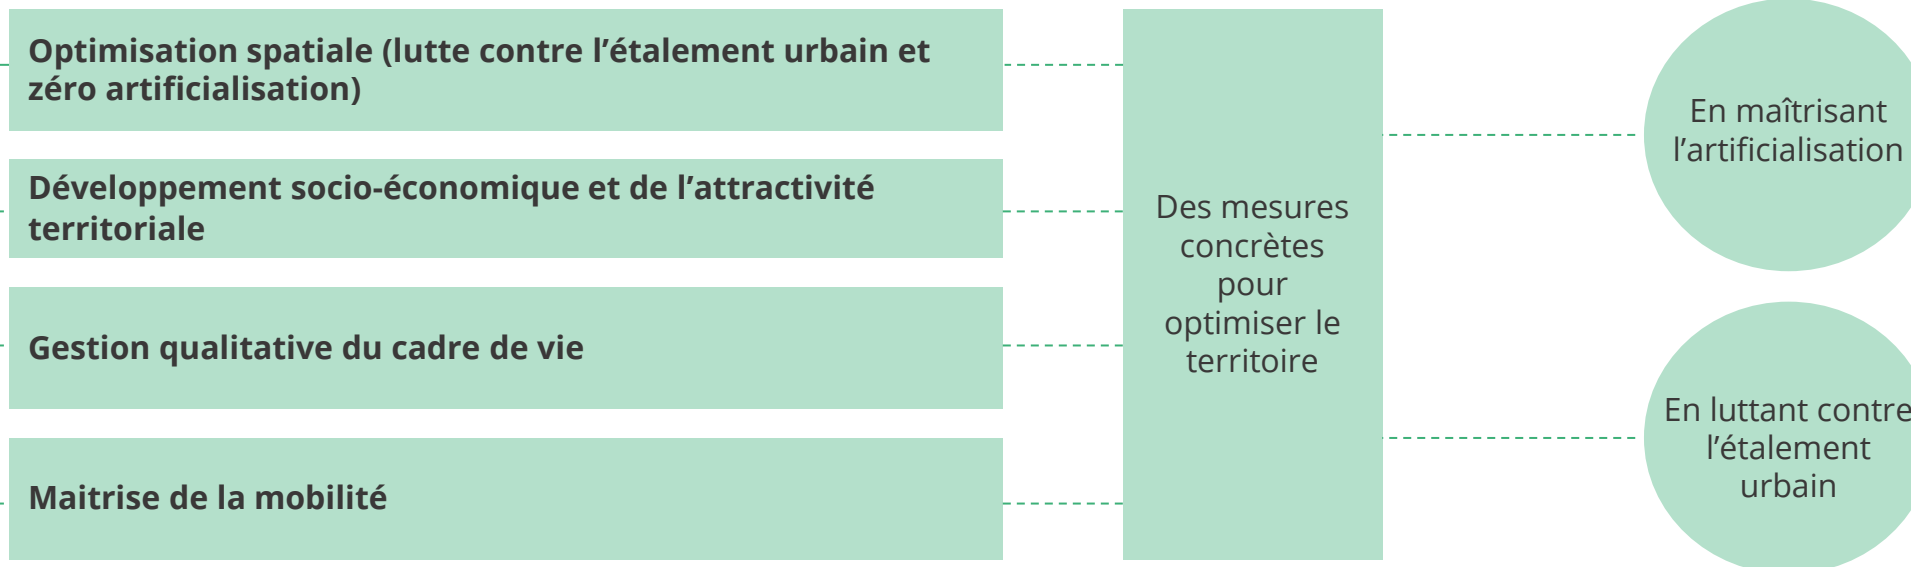 Optimisation spatiale (lutte contre l’étalement urbain et
zéro artificialisation)
Développement socio-économique et de l’attractivité
territoriale
Gestion qualitative du cadre de vie
Maitrise de la mobilité
Des mesures
concrètes
pour
optimiser le
territoire
En maîtrisant
l’artificialisation
En luttant contre
l’étalement
urbain